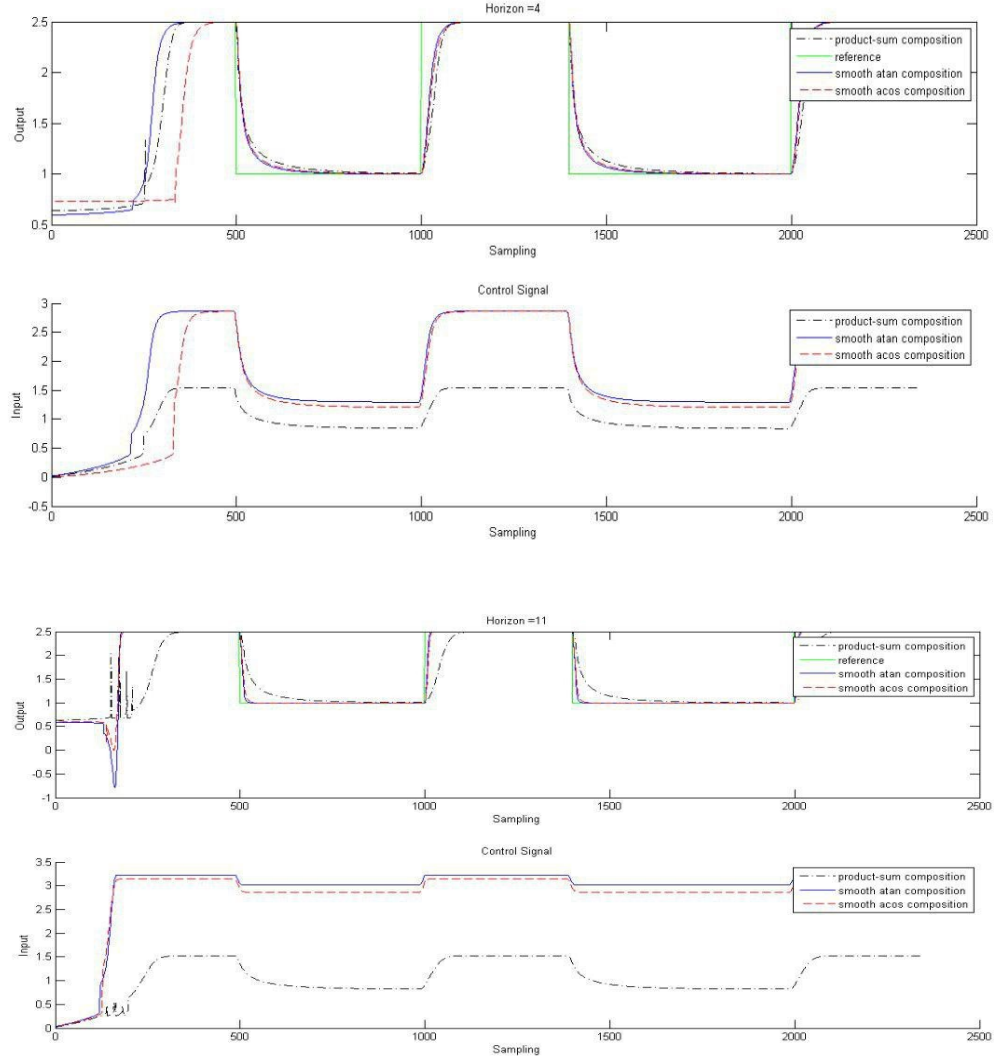 Horizon =4
2.5
2
1.5
1
0.5
Output
product-sum composition
reference
smooth atan composition
smooth acos composition
0
500
1000
1500
2000
2500
Sampling
Control Signal
3
2.5
2
1.5
1
0.5
0
-0.5
Input
product-sum composition
smooth atan composition
smooth acos composition
0
500
1000
1500
2000
2500
Sampling
Horizon =11
2.5
2
1.5
1
0.5
0
-0.5
-1
Output
product-sum composition
reference
smooth atan composition
smooth acos composition
0
500
1000
1500
2000
2500
Sampling
Control Signal
3.5
3
2.5
2
1.5
1
0.5
0
Input
product-sum composition
smooth atan composition
smooth acos composition
0
500
1000
1500
2000
2500
Sampling